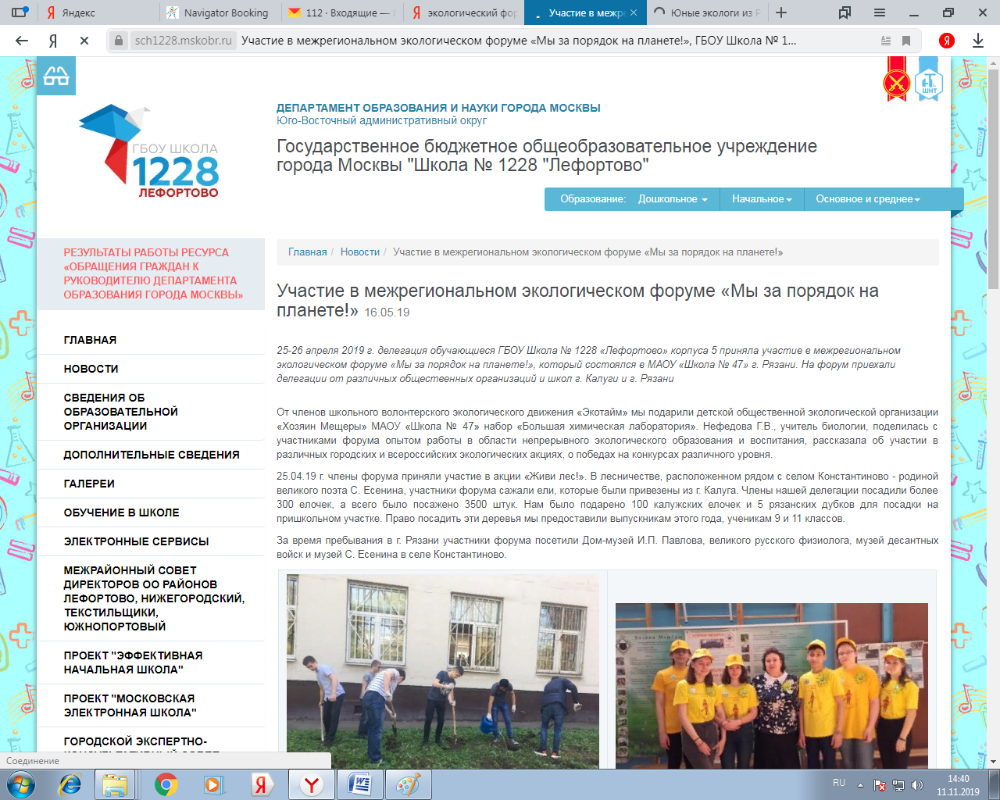 Яндекс
Navigator Booking
112 · Входящие —
экологический фор
Участие в межре
Юные экологи из Р
sch1228.mskobr.ru Участие в межрегиональном экологическом форуме «Мы за порядок на планете!», ГБОУ Школа № 1...
ШНТ
ГБОУ ШКОЛА
1228
ЛЕФОРТОВО
ДЕПАРТАМЕНТ ОБРАЗОВАНИЯ И НАУКИ ГОРОДА МОСКВЫ
Юго-Восточный административный округ
Государственное бюджетное общеобразовательное учреждение
города Москвы "Школа № 1228 "Лефортово"
Образование: Дошкольное Начальное Основное и среднее
РЕЗУЛЬТАТЫ РАБОТЫ РЕСУРСА
«ОБРАЩЕНИЯ ГРАЖДАН К
РУКОВОДИТЕЛЮ ДЕПАРТАМЕНТА
ОБРАЗОВАНИЯ ГОРОДА МОСКВЫ»
ГЛАВНАЯ
НОВОСТИ
СВЕДЕНИЯ ОБ
ОБРАЗОВАТЕЛЬНОЙ
ОРГАНИЗАЦИИ
ДОПОЛНИТЕЛЬНЫЕ СВЕДЕНИЯ
ГАЛЕРЕИ
ОБУЧЕНИЕ В ШКОЛЕ
ЭЛЕКТРОННЫЕ СЕРВИСЫ
МЕЖРАЙОННЫЙ СОВЕТ
ДИРЕКТОРОВ ОО РАЙОНОВ
ЛЕФОРТОВО, НИЖЕГОРОДСКИЙ,
ТЕКСТИЛЬЩИКИ,
ЮЖНОПОРТОВЫЙ
ПРОЕКТ "ЭФФЕКТИВНАЯ
НАЧАЛЬНАЯ ШКОЛА"
ПРОЕКТ "МОСКОВСКАЯ
ЭЛЕКТРОННАЯ ШКОЛА"
ГОРОДСКОЙ ЭКСПЕРТНО-
Главная / Новости / Участие в межрегиональном экологическом форуме «Мы за порядок на планете!»
Участие в межрегиональном экологическом форуме «Мы за порядок на
планете!» 16.05.19
25-26 апреля 2019 г. делегация обучающиеся ГБОУ Школа № 1228 «Лефортово» корпуса 5 приняла участие в межрегиональном
экологическом форуме «Мы за порядок на планете!», который состоялся в МАОУ «Школа № 47» г. Рязани. На форум приехали
делегации от различных общественных организаций и школ г. Калуги и г. Рязани
От членов школьного волонтерского экологического движения «Экотайм» мы подарили детской общественной экологической организации
«Хозяин Мещеры» МАОУ «Школа № 47» набор «Большая химическая лаборатория». Нефедова Г.В., учитель биологии, поделилась с
участниками форума опытом работы в области непрерывного экологического образования и воспитания, рассказала об участии в
различных городских и всероссийских экологических акциях, о победах на конкурсах различного уровня.
25.04.19 г. члены форума приняли участие в акции «Живи лес!». В лесничестве, расположенном рядом с селом Константиново - родиной
великого поэта С. Есенина, участники форума сажали ели, которые были привезены из г. Калуга. Члены нашей делегации посадили более
300 елочек, а всего было посажено 3500 штук. Нам было подарено 100 калужских елочек и 5 рязанских дубков для посадки на
пришкольном участке. Право посадить эти деревья мы предоставили выпускникам этого года, ученикам 9 и 11 классов.
За время пребывания в г. Рязани участники форума посетили Дом-музей И.П. Павлова, великого русского физиолога, музей десантных
войск и музей С. Есенина в селе Константиново.
Соединение
RU
14:40
11.11.2019